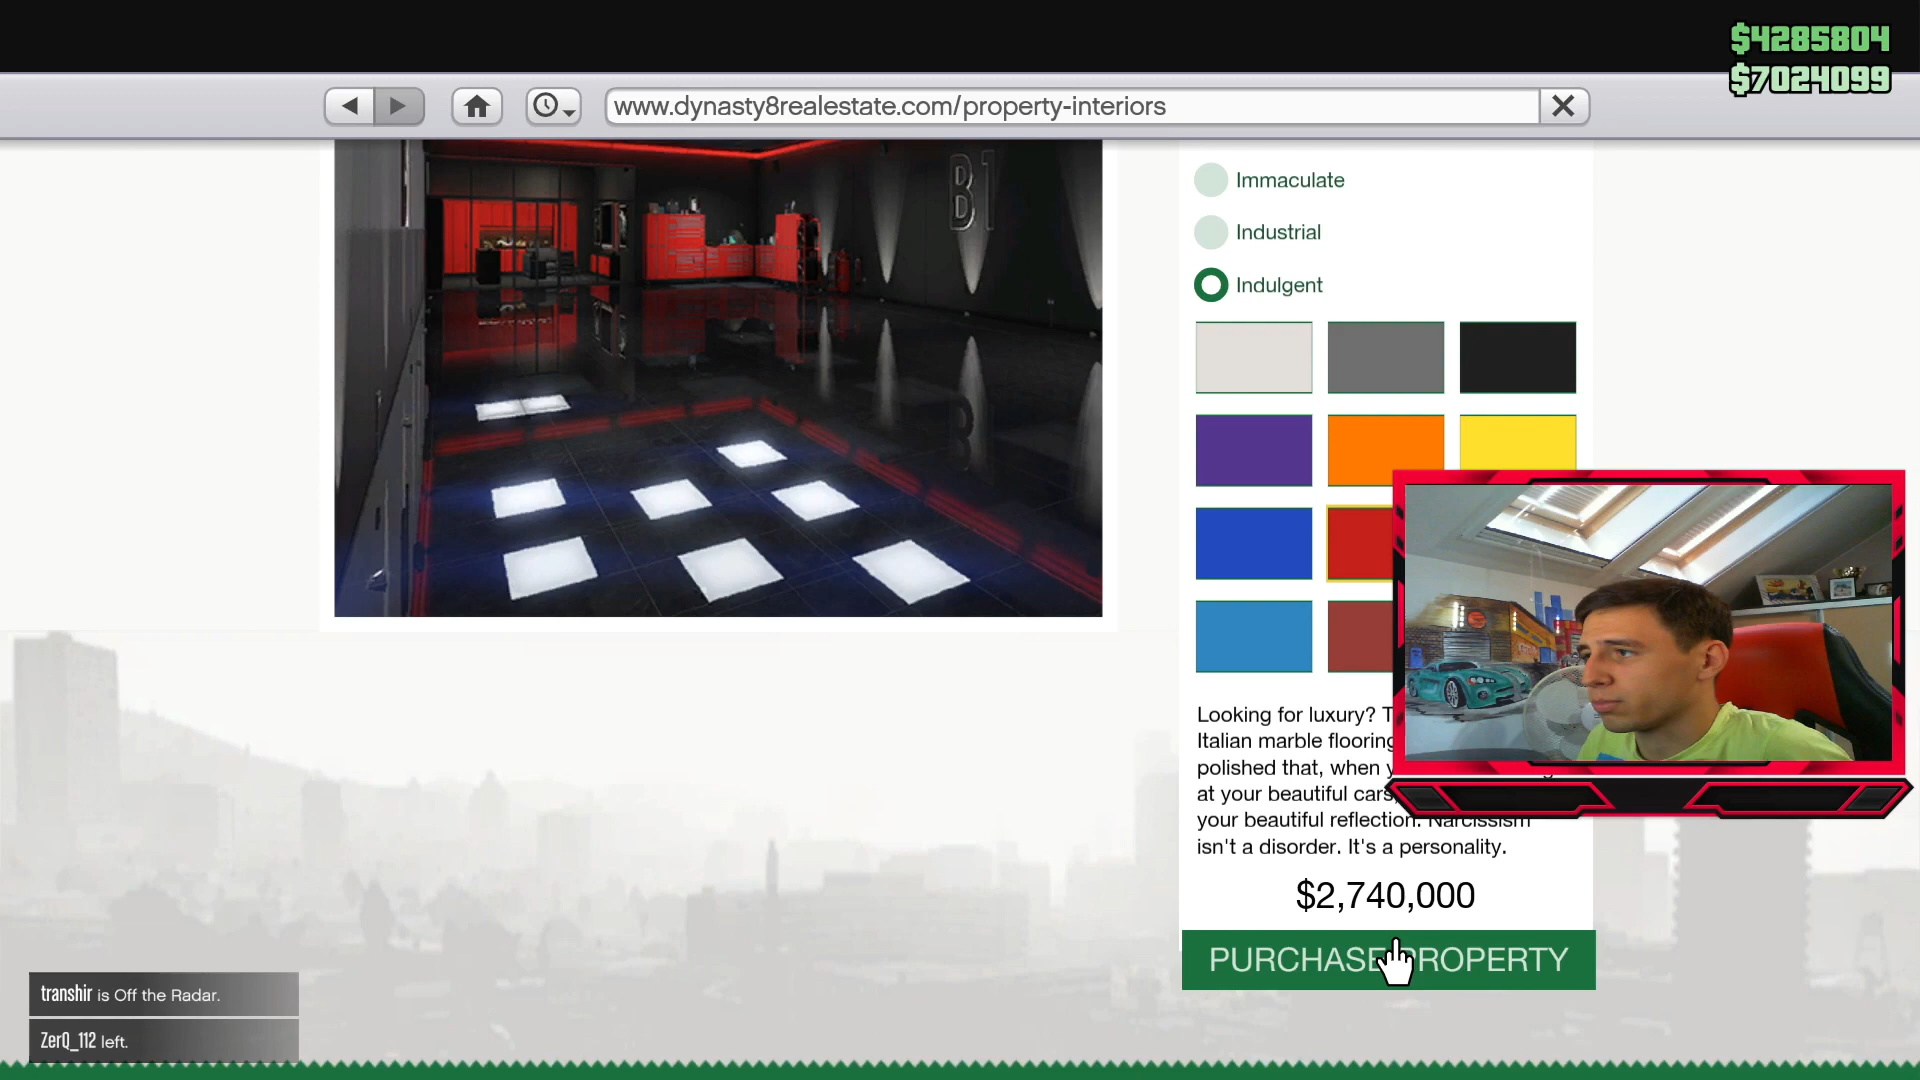 $4285804
$7024099
www.dynasty8realestate.com/property-interiors
B1
Immaculate
Industrial
Indulgent
Looking for luxury?
Italian marble flooring
polished that, when
at your beautiful cars,
your beautiful reflection. Narcissism
isn't a disorder. It's a personality.
$2,740,000
PURCHASE PROPERTY
transhir is Off the Radar.
ZerQ_112 left.